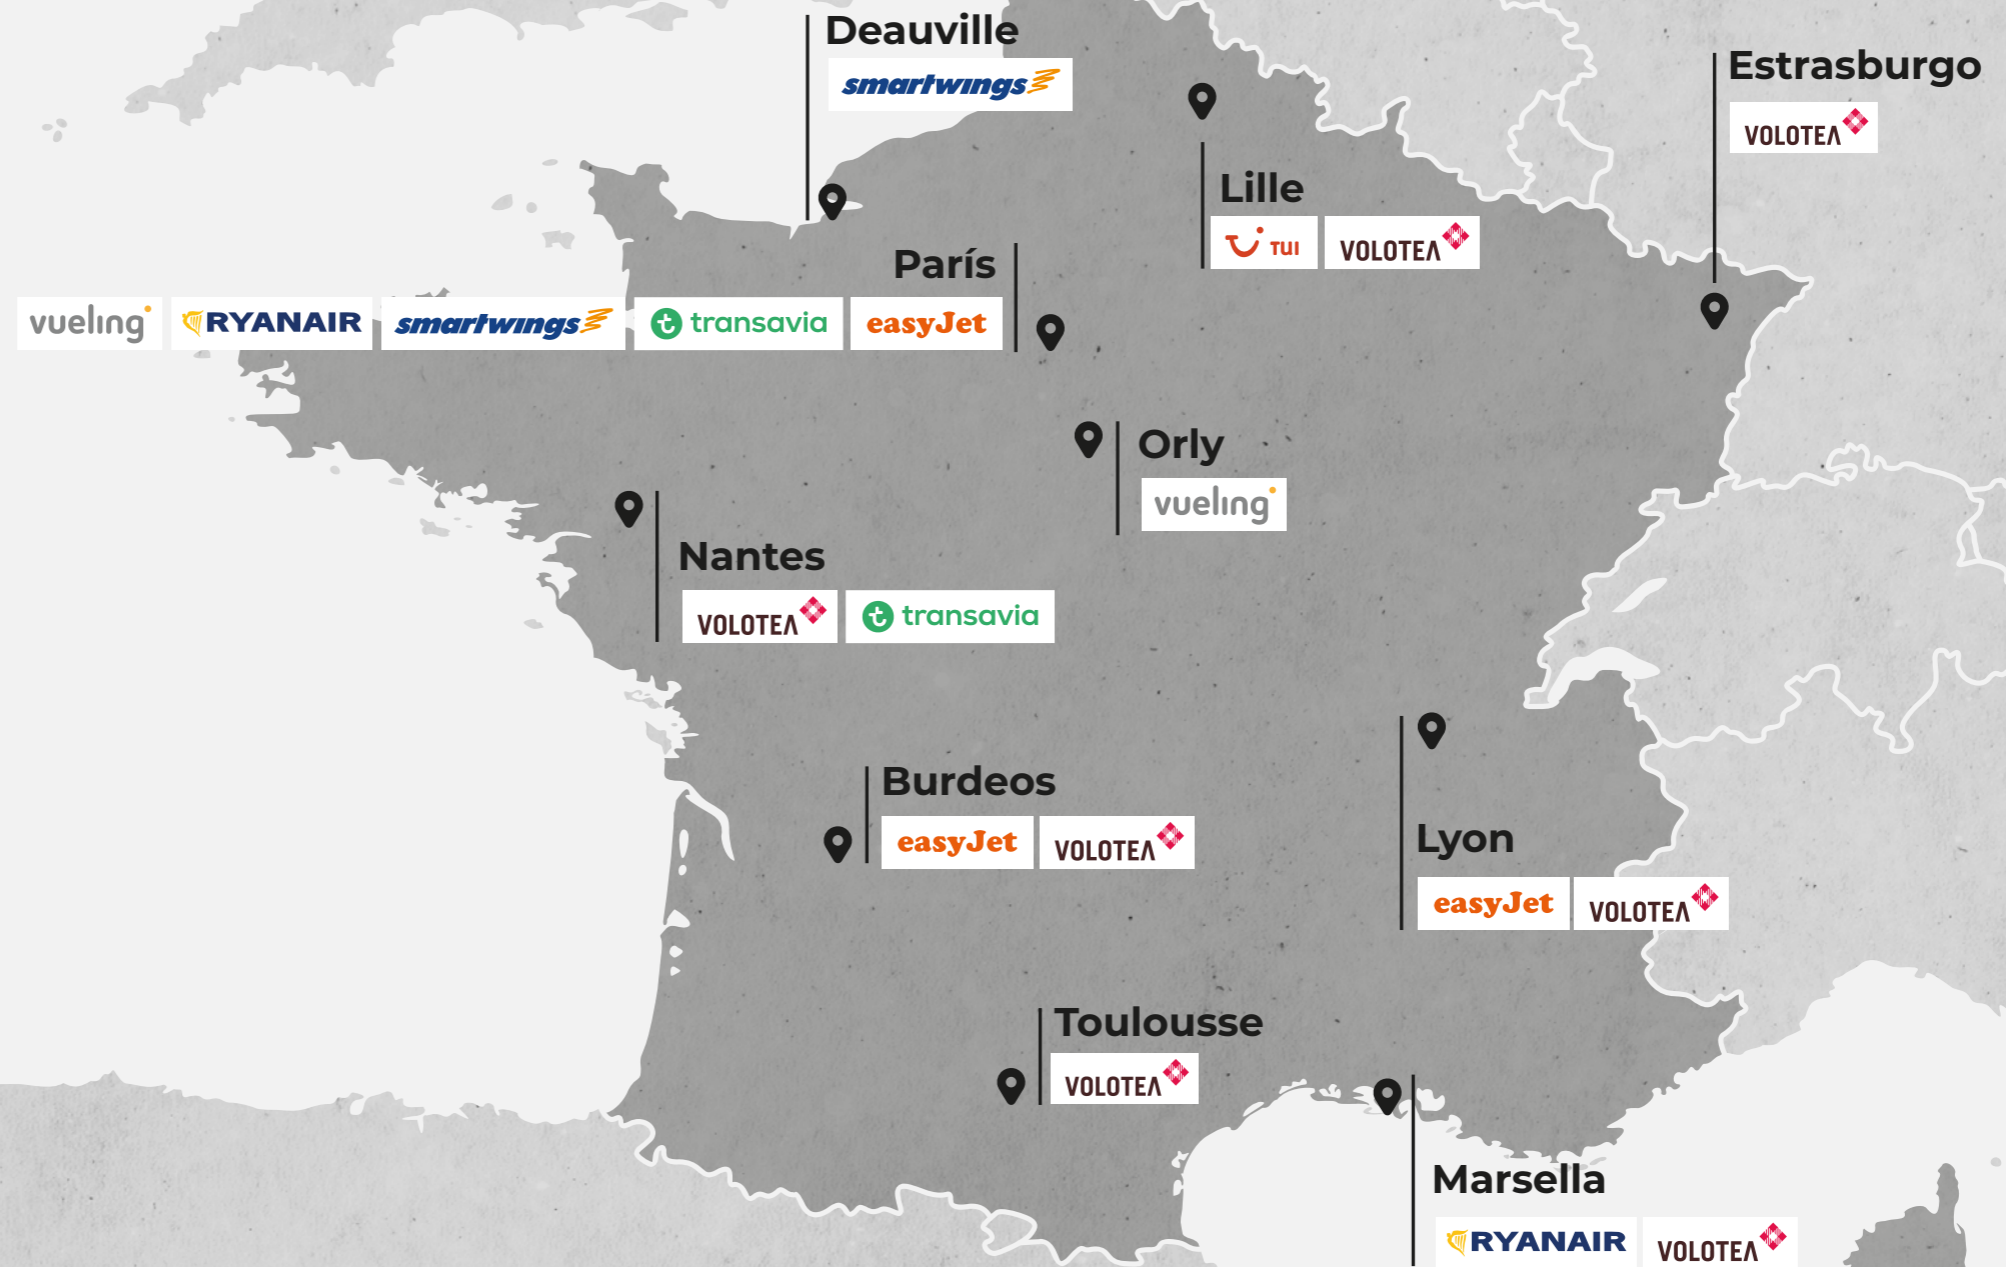 Deauville
smartwings
Estrasburgo
VOLOTEA
Lille
TUI VOLOTEA
París
vueling RYANAIR smartwings transavia easyJet
Orly
vueling
Nantes
VOLOTEA transavia
Burdeos
easyJet VOLOTEA
Lyon
easyJet VOLOTEA
Toulousse
VOLOTEA
Marsella
RYANAIR VOLOTEA